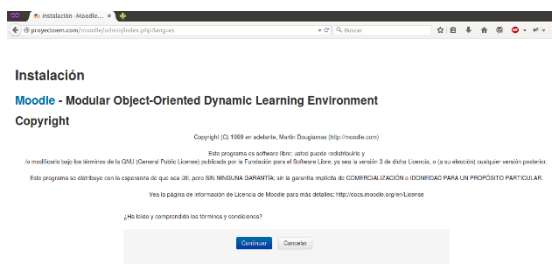 Instalación - Moodle...
proyectoem.com/moodle/admin/index.php?lang=es
Buscar
Instalación
Moodle - Modular Object-Oriented Dynamic Learning Environment
Copyright
Copyright (C) 1999 en adelante, Martin Dougiamas (http://moodle.com)
Este programa es software libre: usted puede redistribuirlo y
/o modificarlo bajo los términos de la GNU (General Public License) publicada por la Fundación para el Software Libre, ya sea la versión 3 de dicha Licencia, o (a su elección) cualquier versión posterior.
Este programa se distribuye con la esperanza de que sea útil, pero SIN NINGUNA GARANTÍA; sin la garantía implícita de COMERCIALIZACIÓN o IDONEIDAD PARA UN PROPÓSITO PARTICULAR.
Vea la página de información de Licencia de Moodle para más detalles: http://docs.moodle.org/en/License
¿Ha leído y comprendido los términos y condiciones?
Continuar Cancelar